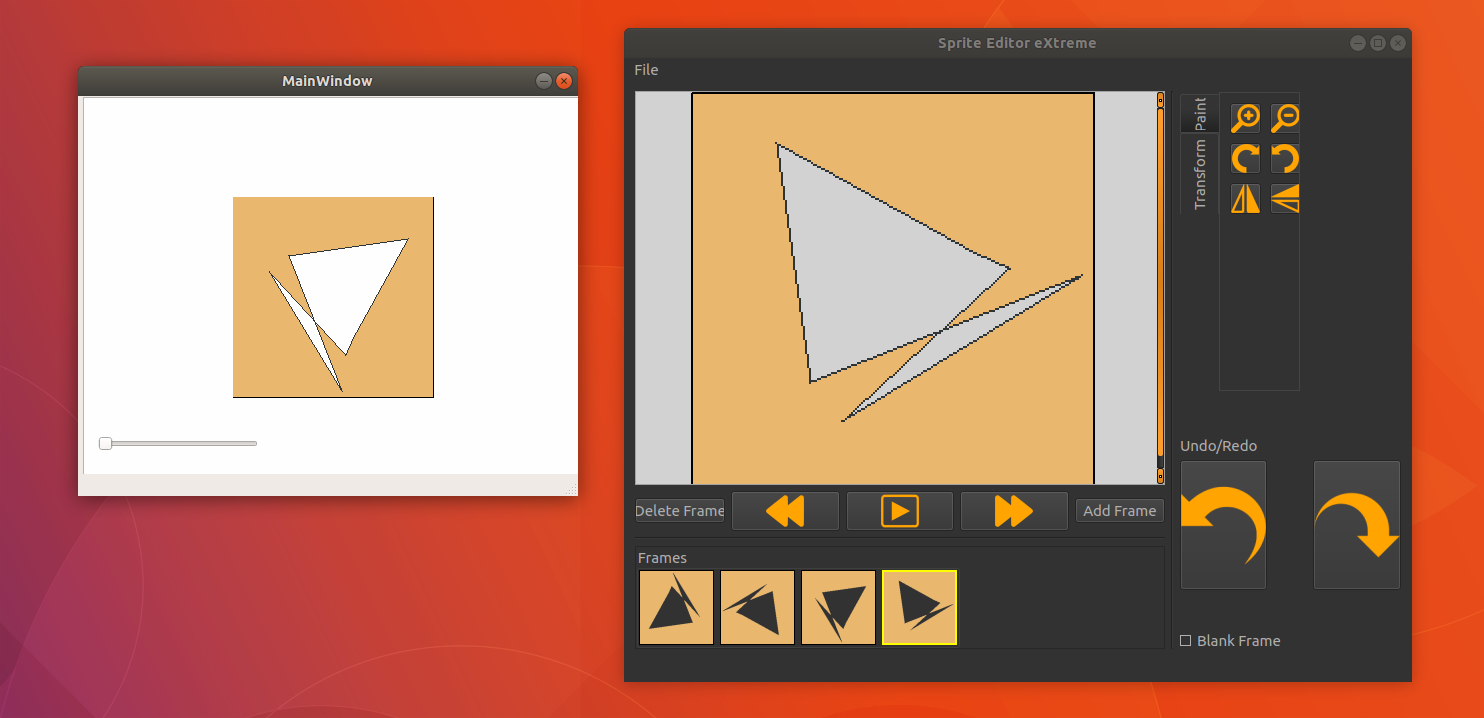 MainWindow
Sprite Editor eXtreme
File
Paint
Transform
Undo/Redo
Delete Frame
Add Frame
Frames
Blank Frame